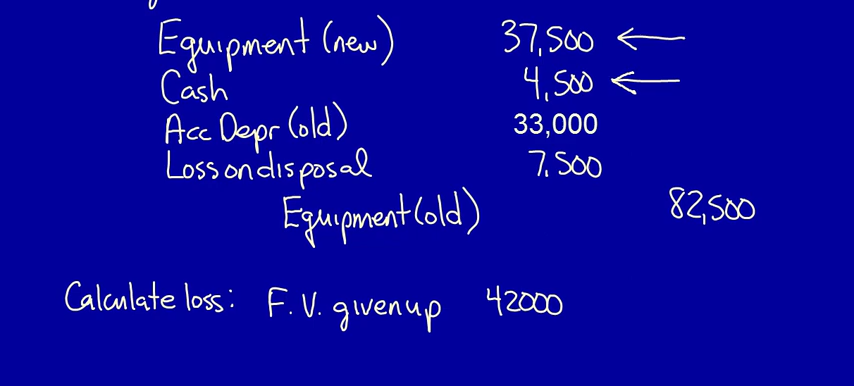 Equipment (new) 37,500
Cash 4,500
Acc Depr (old) 33,000
Loss on disposal 7,500
Equipment (old) 82,500
Calculate loss: F.V. given up 42000